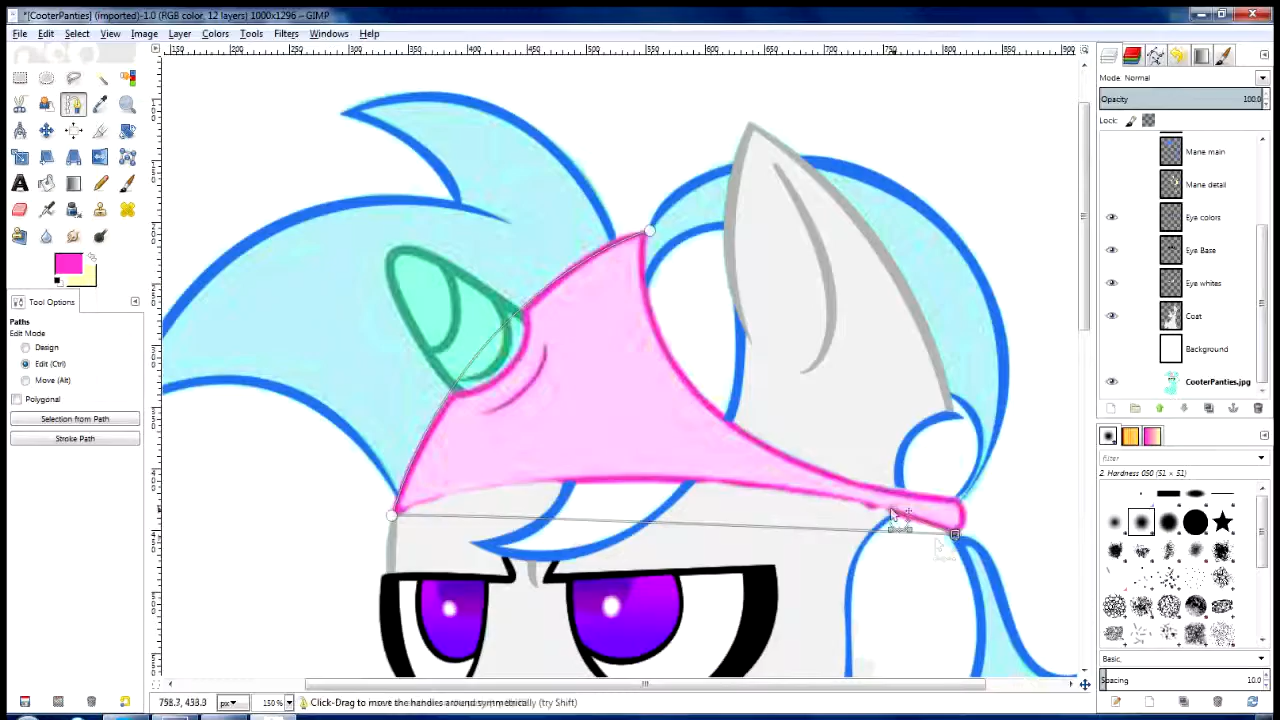 *[CooterPanties] (imported)-1.0 (RGB color, 12 layers) 1000x1296 – GIMP
File Edit Select View Image Layer Colors Tools Filters Windows Help
Mode: Normal
Opacity 100.0
Lock:
Mane main
Mane detail
Eye colors
Eye Base
Eye whites
Coat
Background
CooterPanties.jpg
Tool Options
Paths
Edit Mode
Design
Edit (Ctrl)
Move (Alt)
Polygonal
Selection from Path
Stroke Path
filter
2. Hardness 050 (51 × 51)
Basic,
Spacing 10.0
758.7, 433.3 px 150 % Click-Drag to move the handles around symmetrically (try Shift)